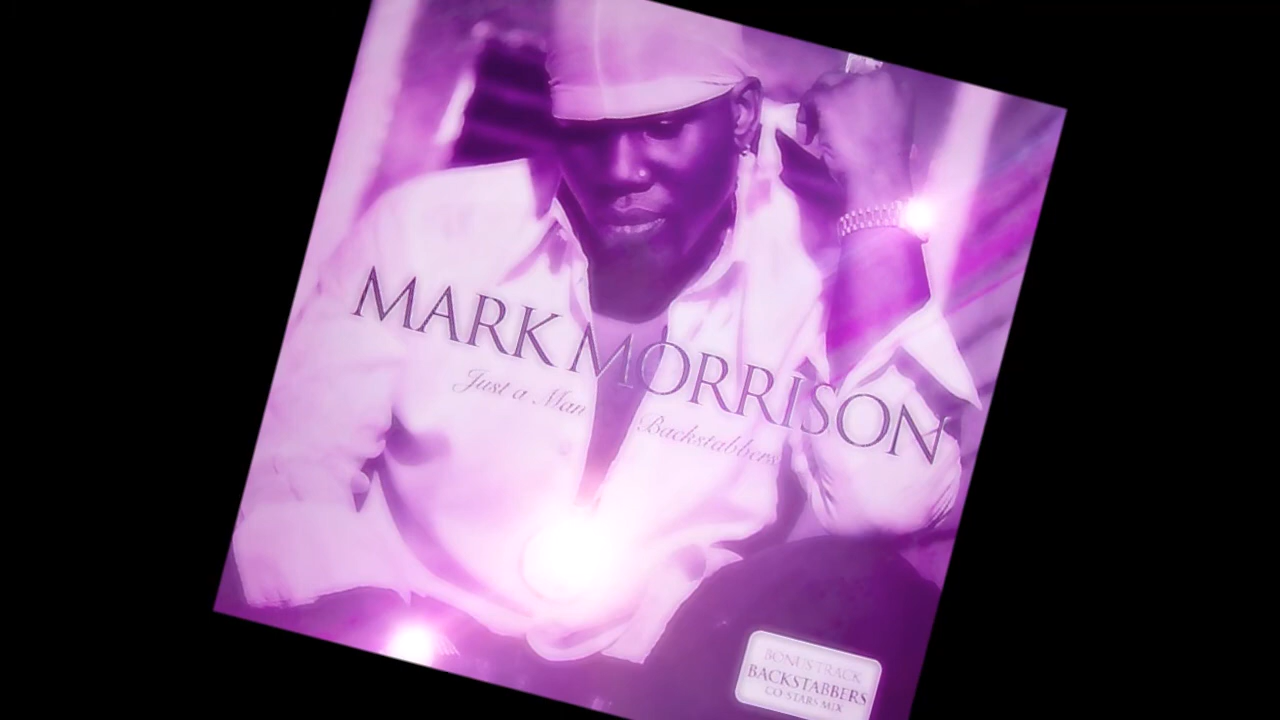 MARK MORRISON
Just a Man Backstabbers
BONUS TRACK
BACKSTABBERS
CO-STARS MIX